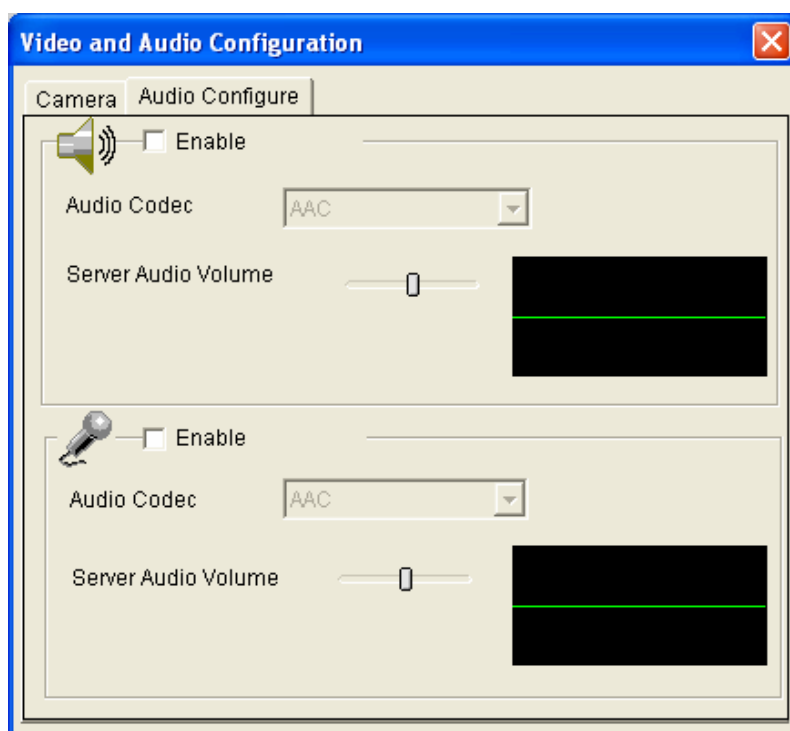 Video and Audio Configuration
Camera Audio Configure
Enable
Audio Codec AAC
Server Audio Volume
Enable
Audio Codec AAC
Server Audio Volume